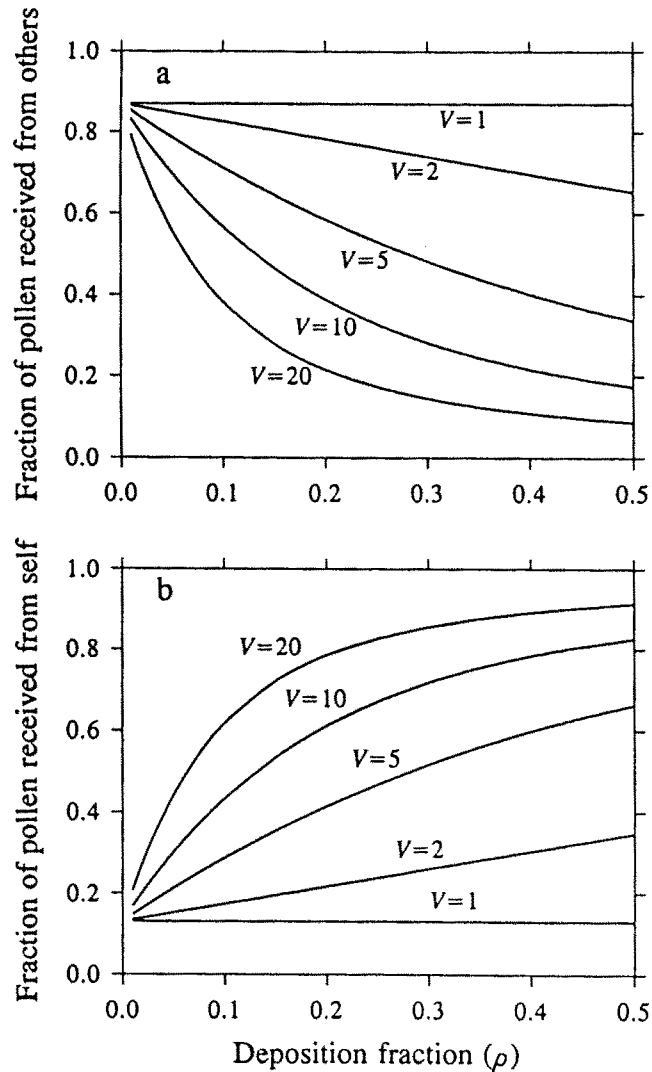 Fraction of pollen received from others
1.0
0.8
0.6
0.4
0.2
0.0
a
V=1
V=2
V=5
V=10
V=20
0.0 0.1 0.2 0.3 0.4 0.5
Fraction of pollen received from self
1.0
0.8
0.6
0.4
0.2
0.0
b
V=20
V=10
V=5
V=2
V=1
0.0 0.1 0.2 0.3 0.4 0.5
Deposition fraction (ρ)